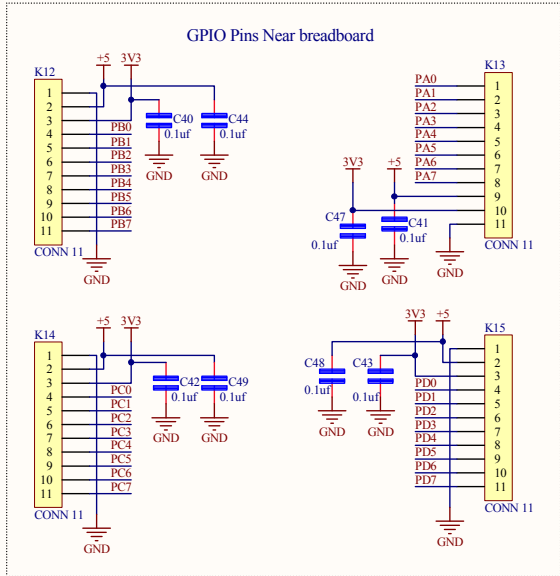 GPIO Pins Near breadboard
K12
+5 3V3
1
2
3
4 PB0
5 PB1
6 PB2
7 PB3
8 PB4
9 PB5
10 PB6
11 PB7
CONN 11
C40
0.1uf
C44
0.1uf
GND
GND
GND
K13
PA0 1
PA1 2
PA2 3
PA3 4
PA4 5
PA5 6
PA6 7
PA7 8
9
10
11
CONN 11
3V3 +5
C47
0.1uf
C41
0.1uf
GND
GND
GND
K14
+5 3V3
1
2
3
4 PC0
5 PC1
6 PC2
7 PC3
8 PC4
9 PC5
10 PC6
11 PC7
CONN 11
C42
0.1uf
C49
0.1uf
GND
GND
GND
K15
3V3 +5
1
2
3
PD0 4
PD1 5
PD2 6
PD3 7
PD4 8
PD5 9
PD6 10
PD7 11
CONN 11
C48
0.1uf
C43
0.1uf
GND
GND
GND